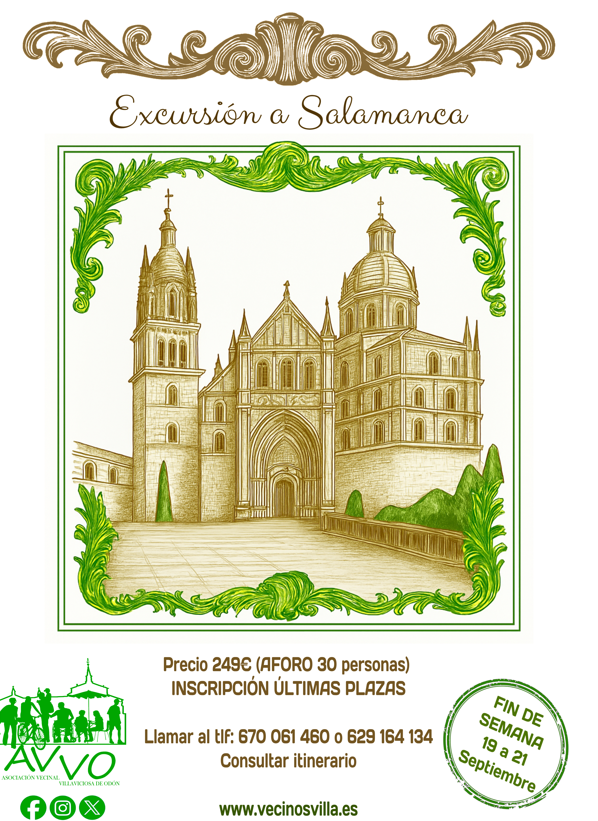 Excursión a Salamanca
Precio 249€ (AFORO 30 personas)
INSCRIPCIÓN ÚLTIMAS PLAZAS
Llamar al tlf: 670 061 460 o 629 164 134
Consultar itinerario
FIN DE
SEMANA
19 a 21
Septiembre
AVVO
ASOCIACIÓN VECINAL
VILLAVICIOSA DE ODÓN
www.vecinosvilla.es